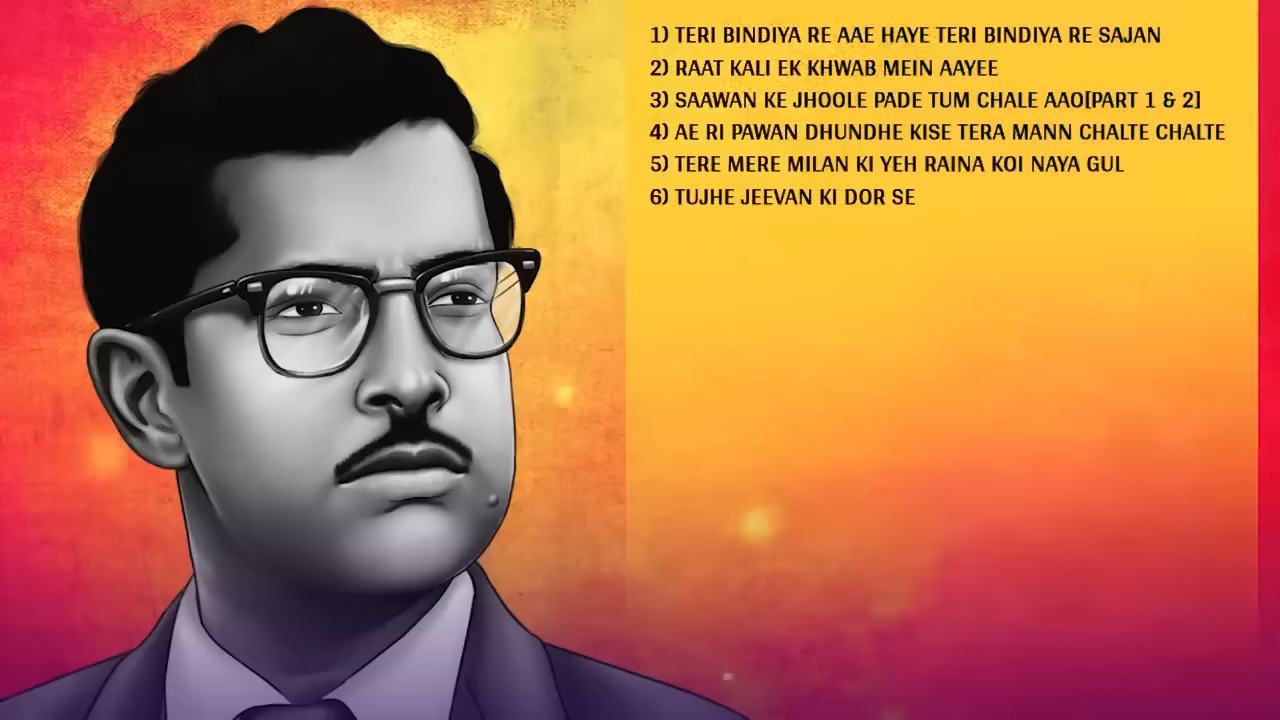 1) TERI BINDIYA RE AAE HAYE TERI BINDIYA RE SAJAN
2) RAAT KALI EK KHWAB MEIN AAYEE
3) SAAWAN KE JHOOLE PADE TUM CHALE AAO[PART 1 & 2]
4) AE RI PAWAN DHUNDHE KISE TERA MANN CHALTE CHALTE
5) TERE MERE MILAN KI YEH RAINA KOI NAYA GUL
6) TUJHE JEEVAN KI DOR SE